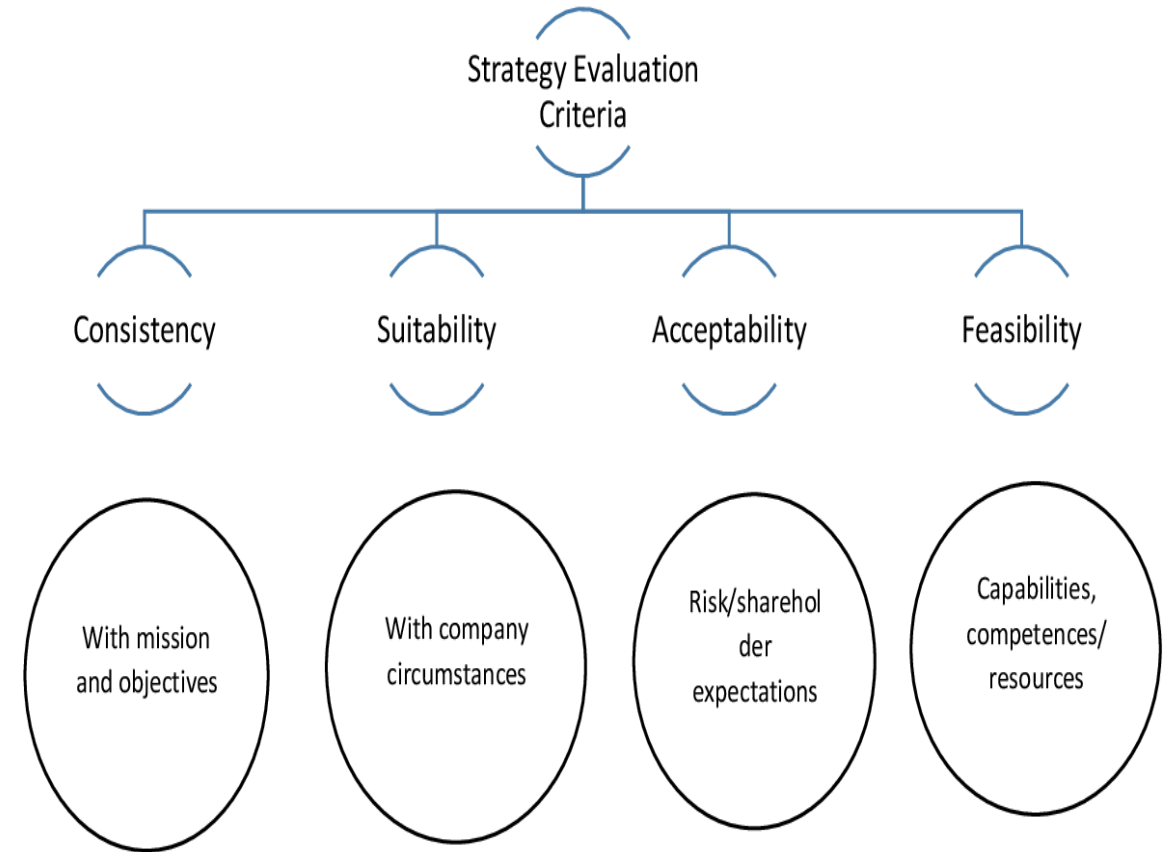 Strategy Evaluation
Criteria
Consistency
Suitability
Acceptability
Feasibility
With mission
and objectives
With company
circumstances
Risk/sharehol
der
expectations
Capabilities,
competences/
resources